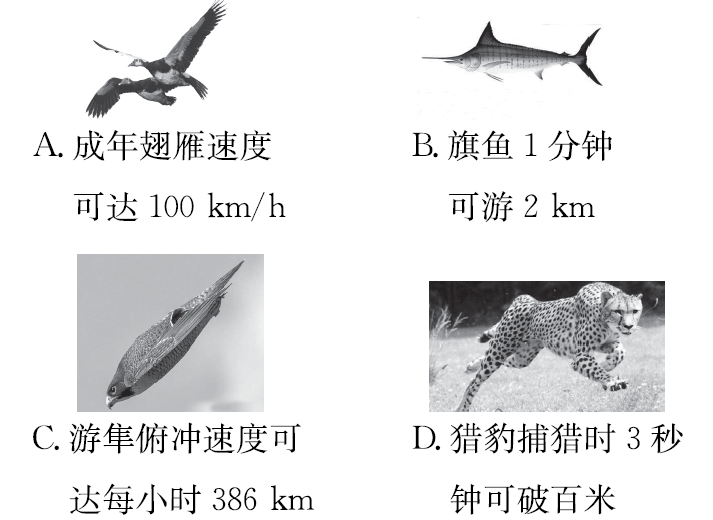 A. 成年翅雁速度
可达 100 km/h
B. 旗鱼 1 分钟
可游 2 km
C. 游隼俯冲速度可
达每小时 386 km
D. 猎豹捕猎时 3 秒
钟可破百米